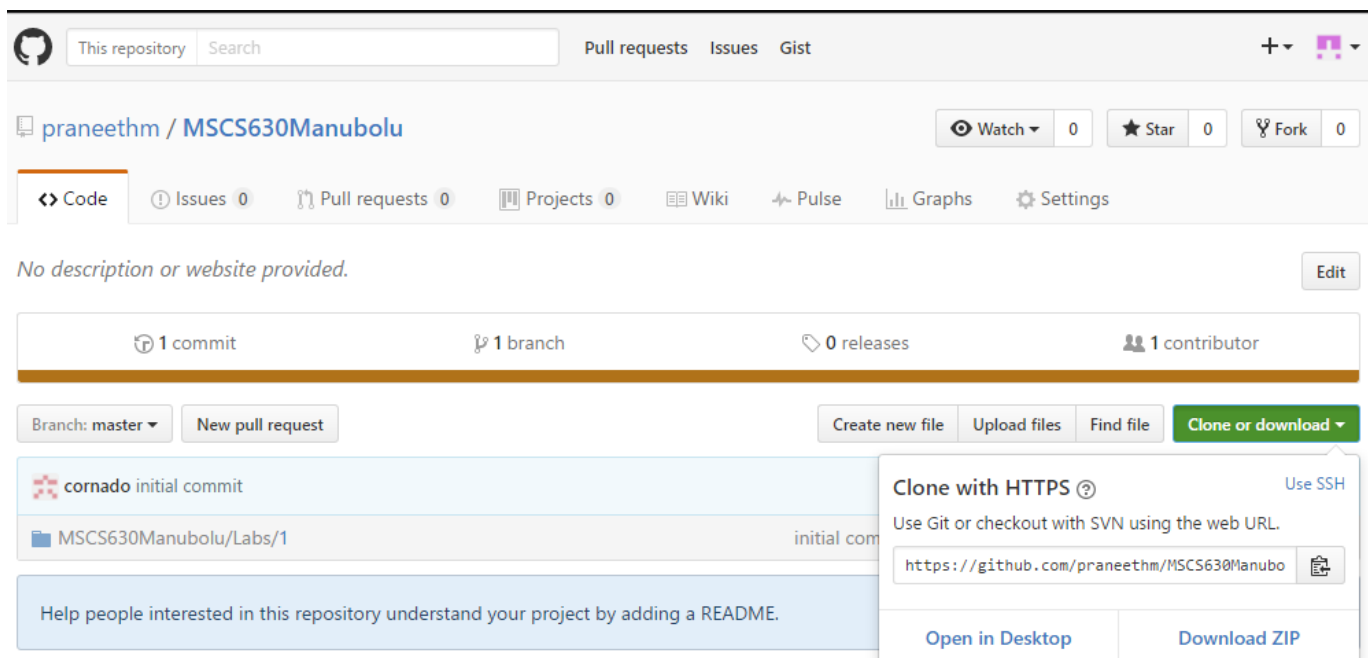 This repository Search Pull requests Issues Gist
praneethm / MSCS630Manubolu Watch 0 Star 0 Fork 0
Code Issues 0 Pull requests 0 Projects 0 Wiki Pulse Graphs Settings
No description or website provided. Edit
1 commit 1 branch 0 releases 1 contributor
Branch: master New pull request Create new file Upload files Find file Clone or download
cornado initial commit
Clone with HTTPS ? Use SSH
Use Git or checkout with SVN using the web URL.
MSCS630Manubolu/Labs/1 initial com
https://github.com/praneethm/MSCS630Manubo
Help people interested in this repository understand your project by adding a README.
Open in Desktop Download ZIP